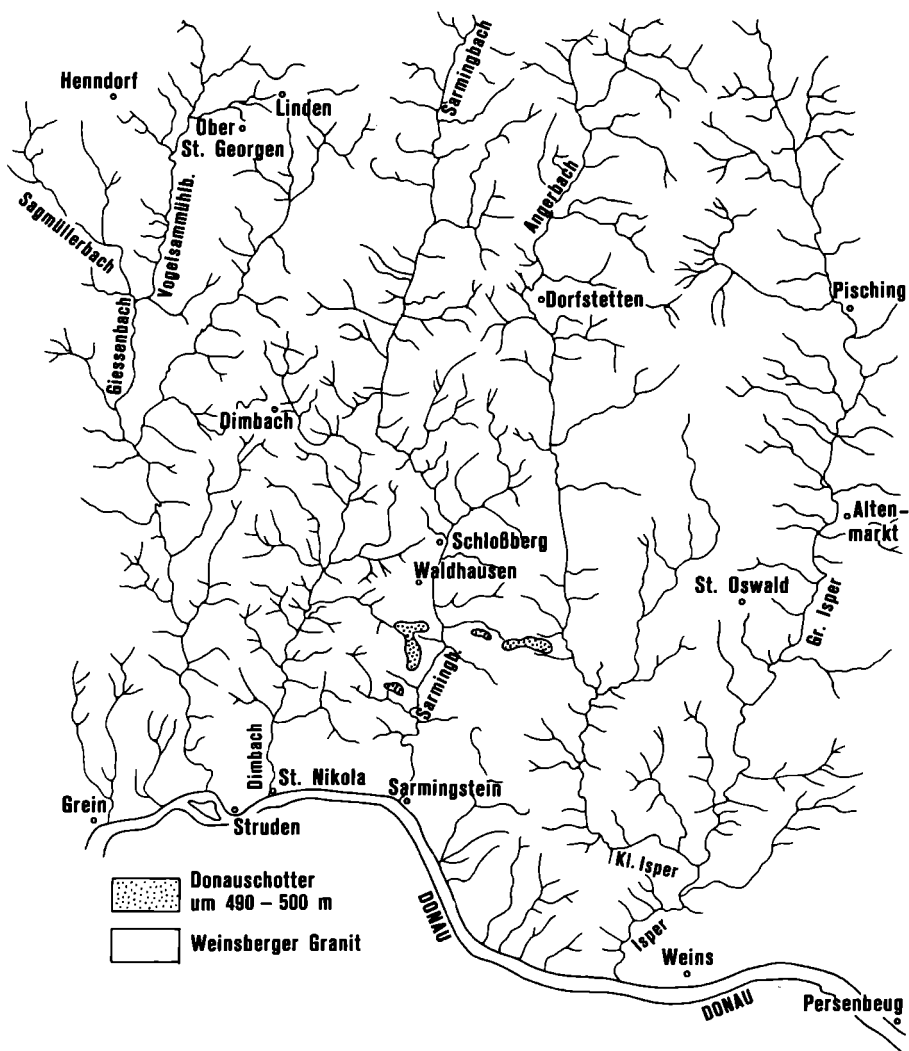 Sarmingbach
Henndorf
Linden
Ober
St. Georgen
Angerbach
Sagmüllerbach
Vogelsammühlb.
Giessenbach
Dorfstetten
Pisching
Dimbach
Alten-
markt
Schloßberg
Waldhausen
St. Oswald
Gr. Isper
Sarmingb.
Dimbach
St. Nikola
Sarmingstein
Grein
Struden
Kl. Isper
Donauschotter
um 490 – 500 m
DONAU
Weinsberger Granit
Isper
Weins
DONAU
Persenbeug